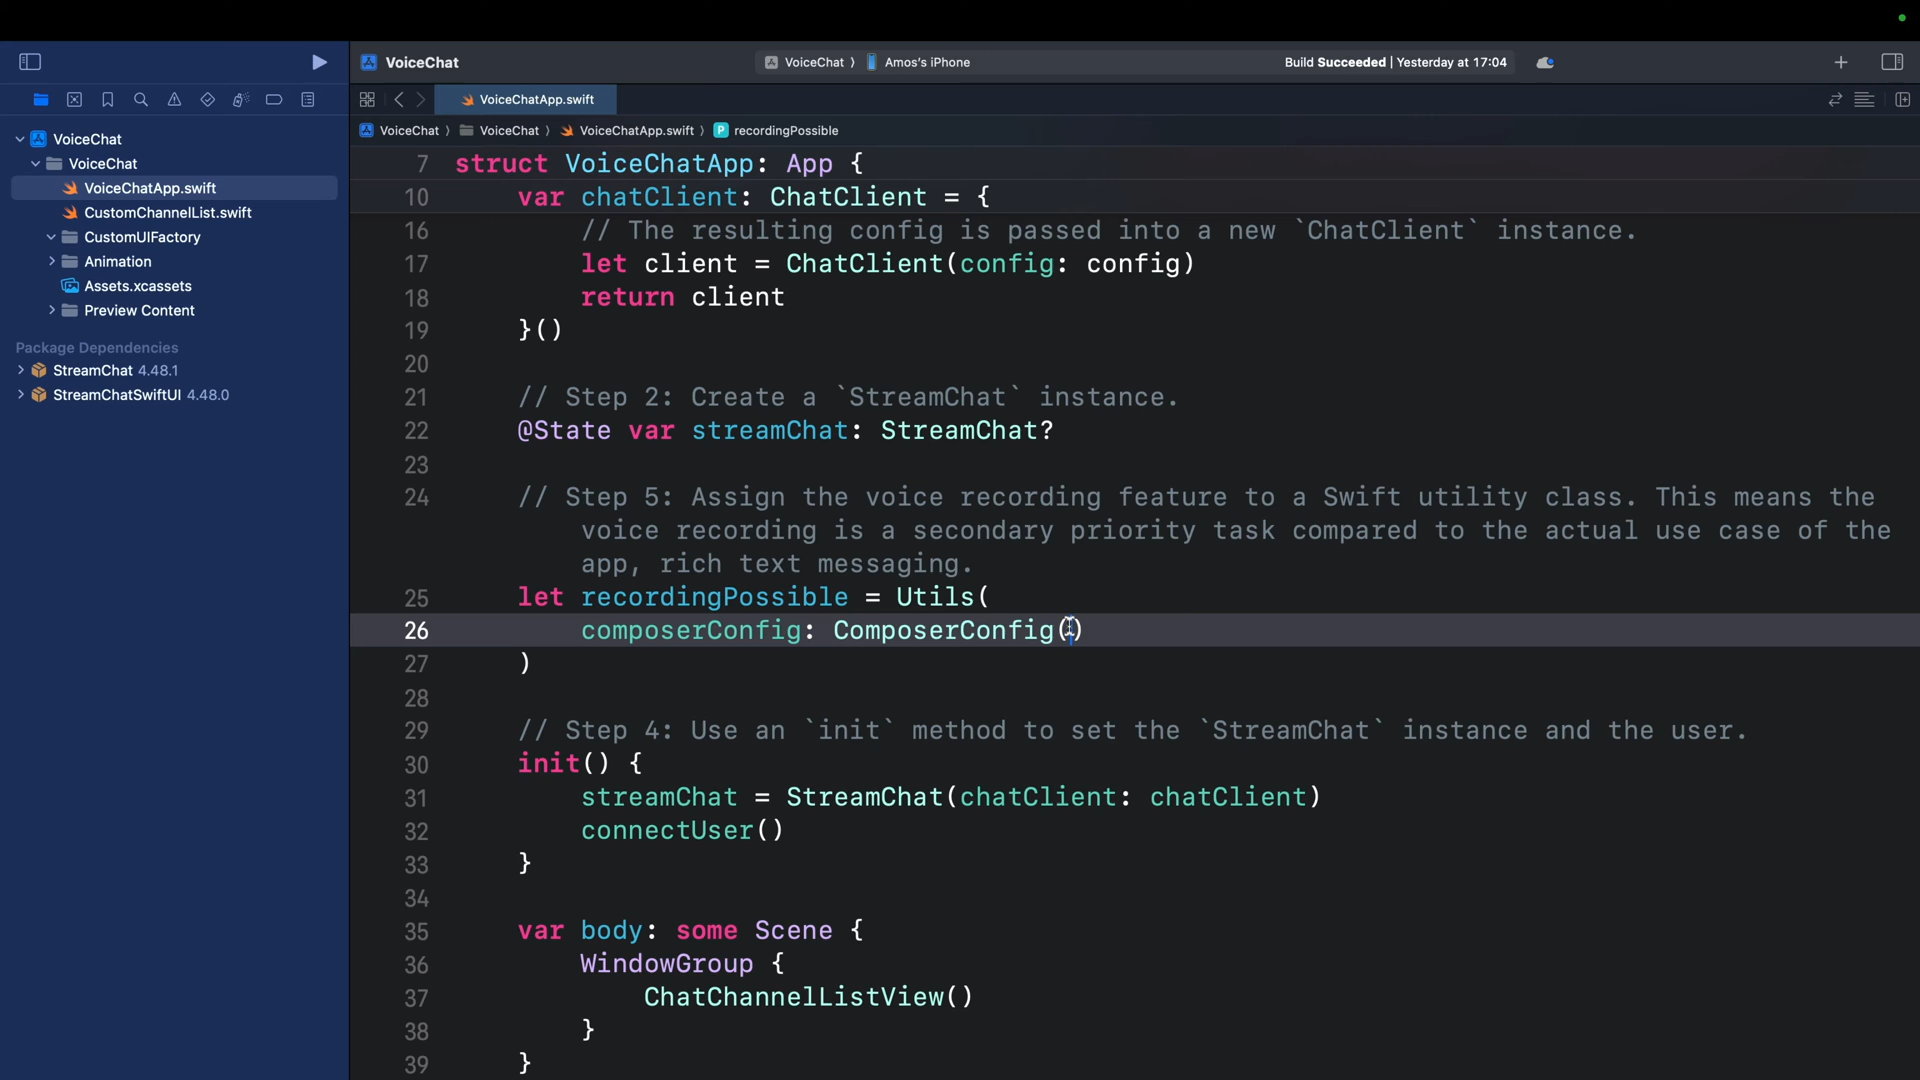 VoiceChat
VoiceChat 〉 Amos's iPhone
Build Succeeded | Yesterday at 17:04
VoiceChatApp.swift
VoiceChat 〉 VoiceChat 〉 VoiceChatApp.swift 〉 P recordingPossible
VoiceChat
VoiceChat
VoiceChatApp.swift
CustomChannelList.swift
CustomUIFactory
Animation
Assets.xcassets
Preview Content
Package Dependencies
StreamChat 4.48.1
StreamChatSwiftUI 4.48.0
7 struct VoiceChatApp: App {
10 var chatClient: ChatClient = {
16 // The resulting config is passed into a new `ChatClient` instance.
17 let client = ChatClient(config: config)
18 return client
19 }()
20
21 // Step 2: Create a `StreamChat` instance.
22 @State var streamChat: StreamChat?
23
24 // Step 5: Assign the voice recording feature to a Swift utility class. This means the
voice recording is a secondary priority task compared to the actual use case of the
app, rich text messaging.
25 let recordingPossible = Utils(
26 composerConfig: ComposerConfig()
27 )
28
29 // Step 4: Use an `init` method to set the `StreamChat` instance and the user.
30 init() {
31 streamChat = StreamChat(chatClient: chatClient)
32 connectUser()
33 }
34
35 var body: some Scene {
36 WindowGroup {
37 ChatChannelListView()
38 }
39 }